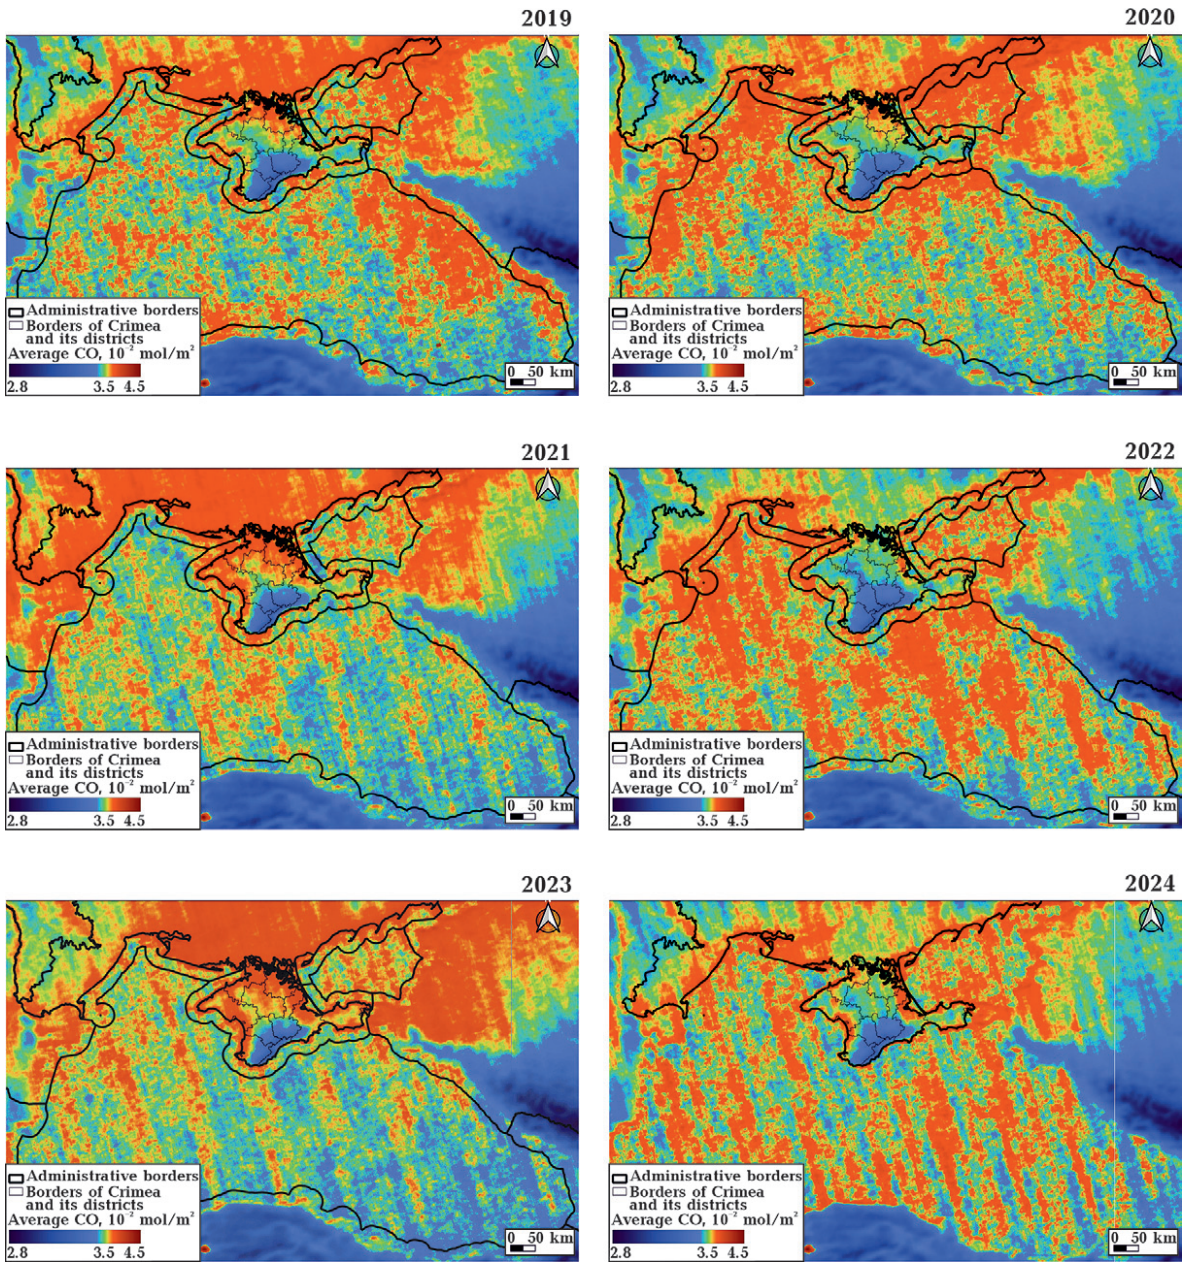 2019
Administrative borders
Borders of Crimea
and its districts
Average CO, 10⁻² mol/m²
2.8 3.5 4.5
0 50 km
2020
Administrative borders
Borders of Crimea
and its districts
Average CO, 10⁻² mol/m²
2.8 3.5 4.5
0 50 km
2021
Administrative borders
Borders of Crimea
and its districts
Average CO, 10⁻² mol/m²
2.8 3.5 4.5
0 50 km
2022
Administrative borders
Borders of Crimea
and its districts
Average CO, 10⁻² mol/m²
2.8 3.5 4.5
0 50 km
2023
Administrative borders
Borders of Crimea
and its districts
Average CO, 10⁻² mol/m²
2.8 3.5 4.5
0 50 km
2024
Administrative borders
Borders of Crimea
and its districts
Average CO, 10⁻² mol/m²
2.8 3.5 4.5
0 50 km